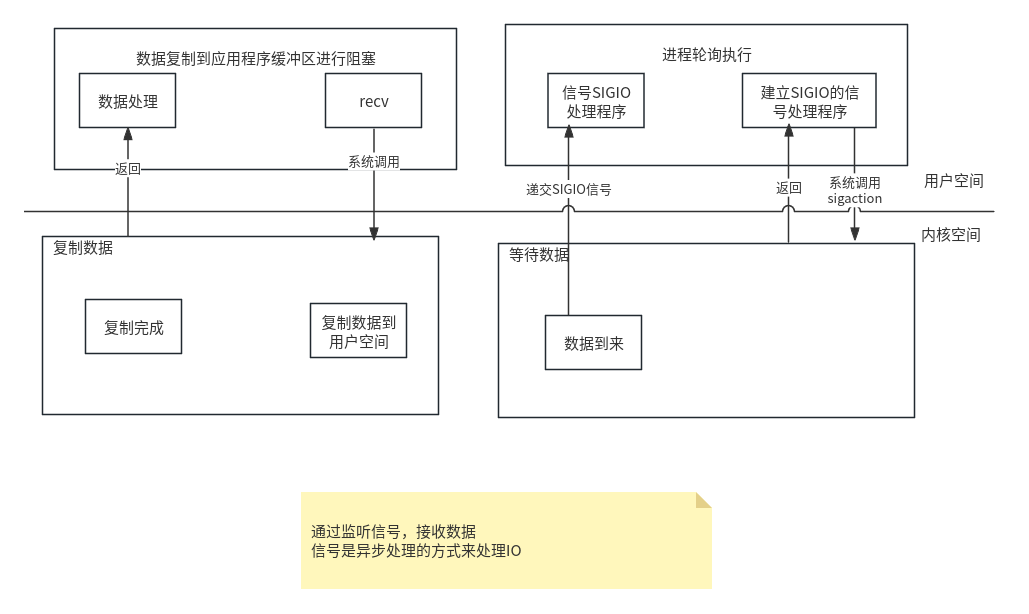 数据复制到应用程序缓冲区进行阻塞
数据处理
recv
返回
系统调用
进程轮询执行
信号SIGIO
处理程序
建立SIGIO的信
号处理程序
递交SIGIO信号
返回
系统调用
sigaction
用户空间
内核空间
复制数据
复制完成
复制数据到
用户空间
等待数据
数据到来
通过监听信号，接收数据
信号是异步处理的方式来处理IO